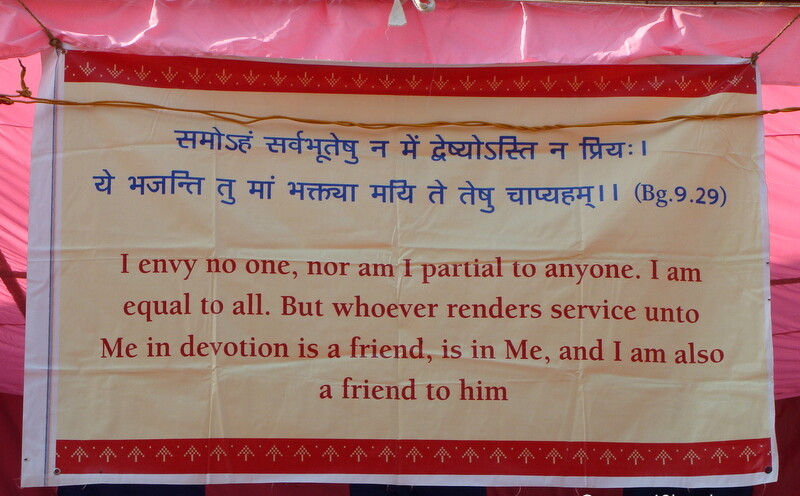 समोऽहं सर्वभूतेषु न में द्वेष्योऽस्ति न प्रियः।
ये भजन्ति तु मां भक्त्या मयि ते तेषु चाप्यहम्।। (Bg.9.29)
I envy no one, nor am I partial to anyone. I am
equal to all. But whoever renders service unto
Me in devotion is a friend, is in Me, and I am also
a friend to him